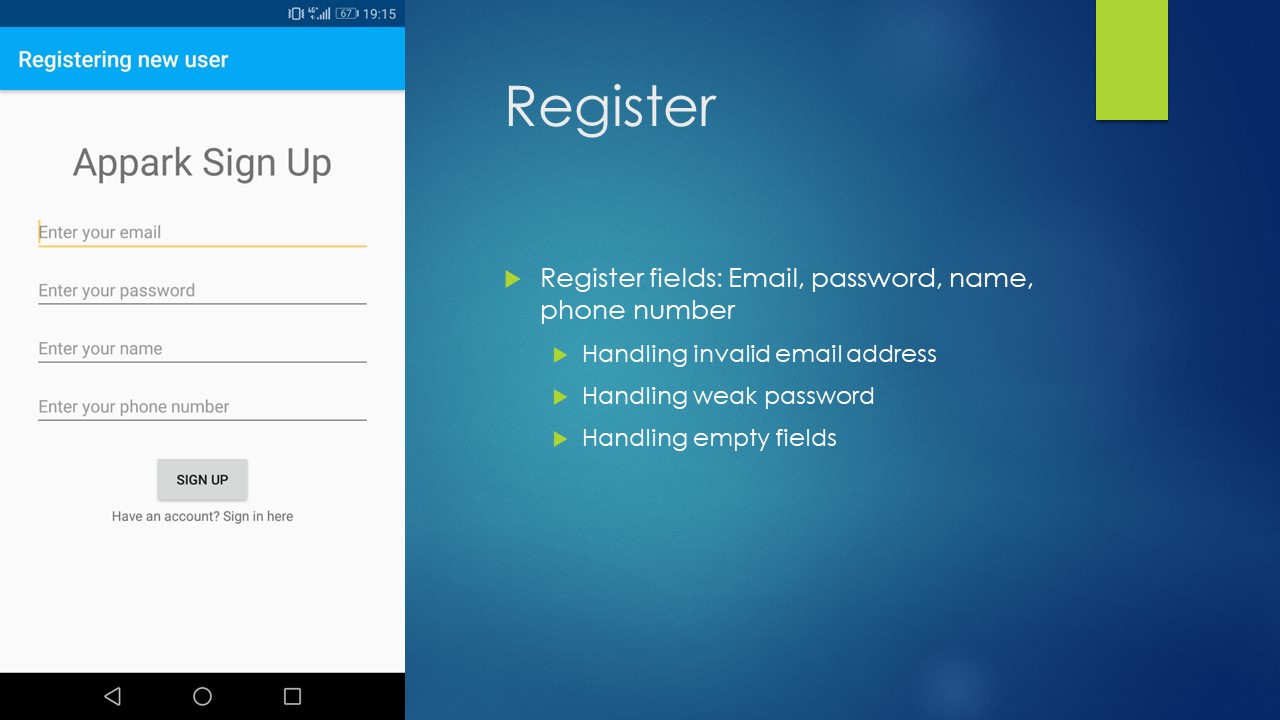 4G+ 67 19:15
Registering new user
Appark Sign Up
Enter your email
Enter your password
Enter your name
Enter your phone number
SIGN UP
Have an account? Sign in here
Register
Register fields: Email, password, name,
phone number
Handling invalid email address
Handling weak password
Handling empty fields